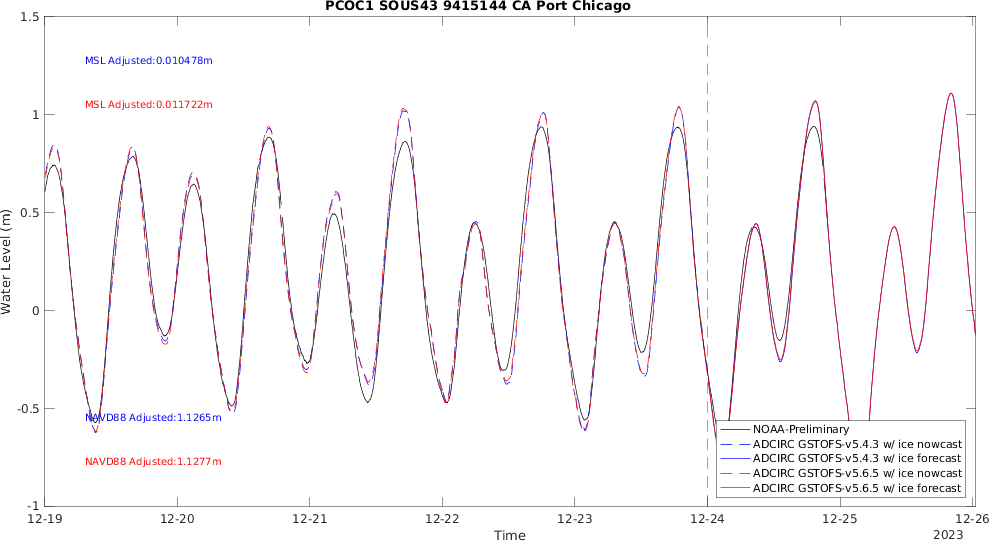 PCOC1 SOUS43 9415144 CA Port Chicago
1.5
1
0.5
0
-0.5
-1
Water Level (m)
MSL Adjusted:0.010478m
MSL Adjusted:0.011722m
NAVD88 Adjusted:1.1265m
NAVD88 Adjusted:1.1277m
NOAA-Preliminary
ADCIRC GSTOFS-v5.4.3 w/ ice nowcast
ADCIRC GSTOFS-v5.4.3 w/ ice forecast
ADCIRC GSTOFS-v5.6.5 w/ ice nowcast
ADCIRC GSTOFS-v5.6.5 w/ ice forecast
12-19 12-20 12-21 12-22 12-23 12-24 12-25 12-26
Time
2023